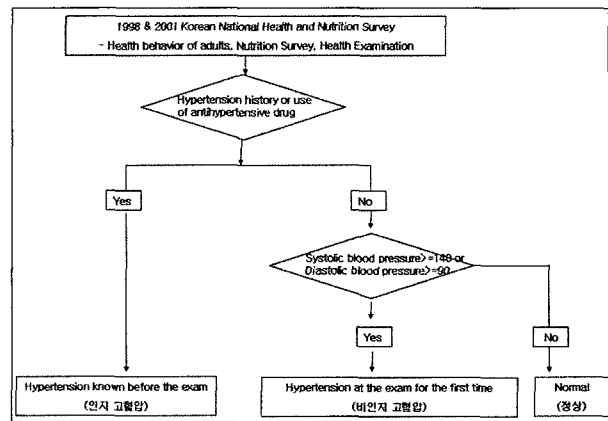 1998 & 2001 Korean National Health and Nutrition Survey
- Health behavior of adults, Nutrition Survey, Health Examination
Hypertension history or use
of antihypertensive drug
Yes
No
Systolic blood pressure>=140 or
Diastolic blood pressure>=90
Yes
No
Hypertension known before the exam
(인지 고혈압)
Hypertension at the exam for the first time
(비인지 고혈압)
Normal
(정상)